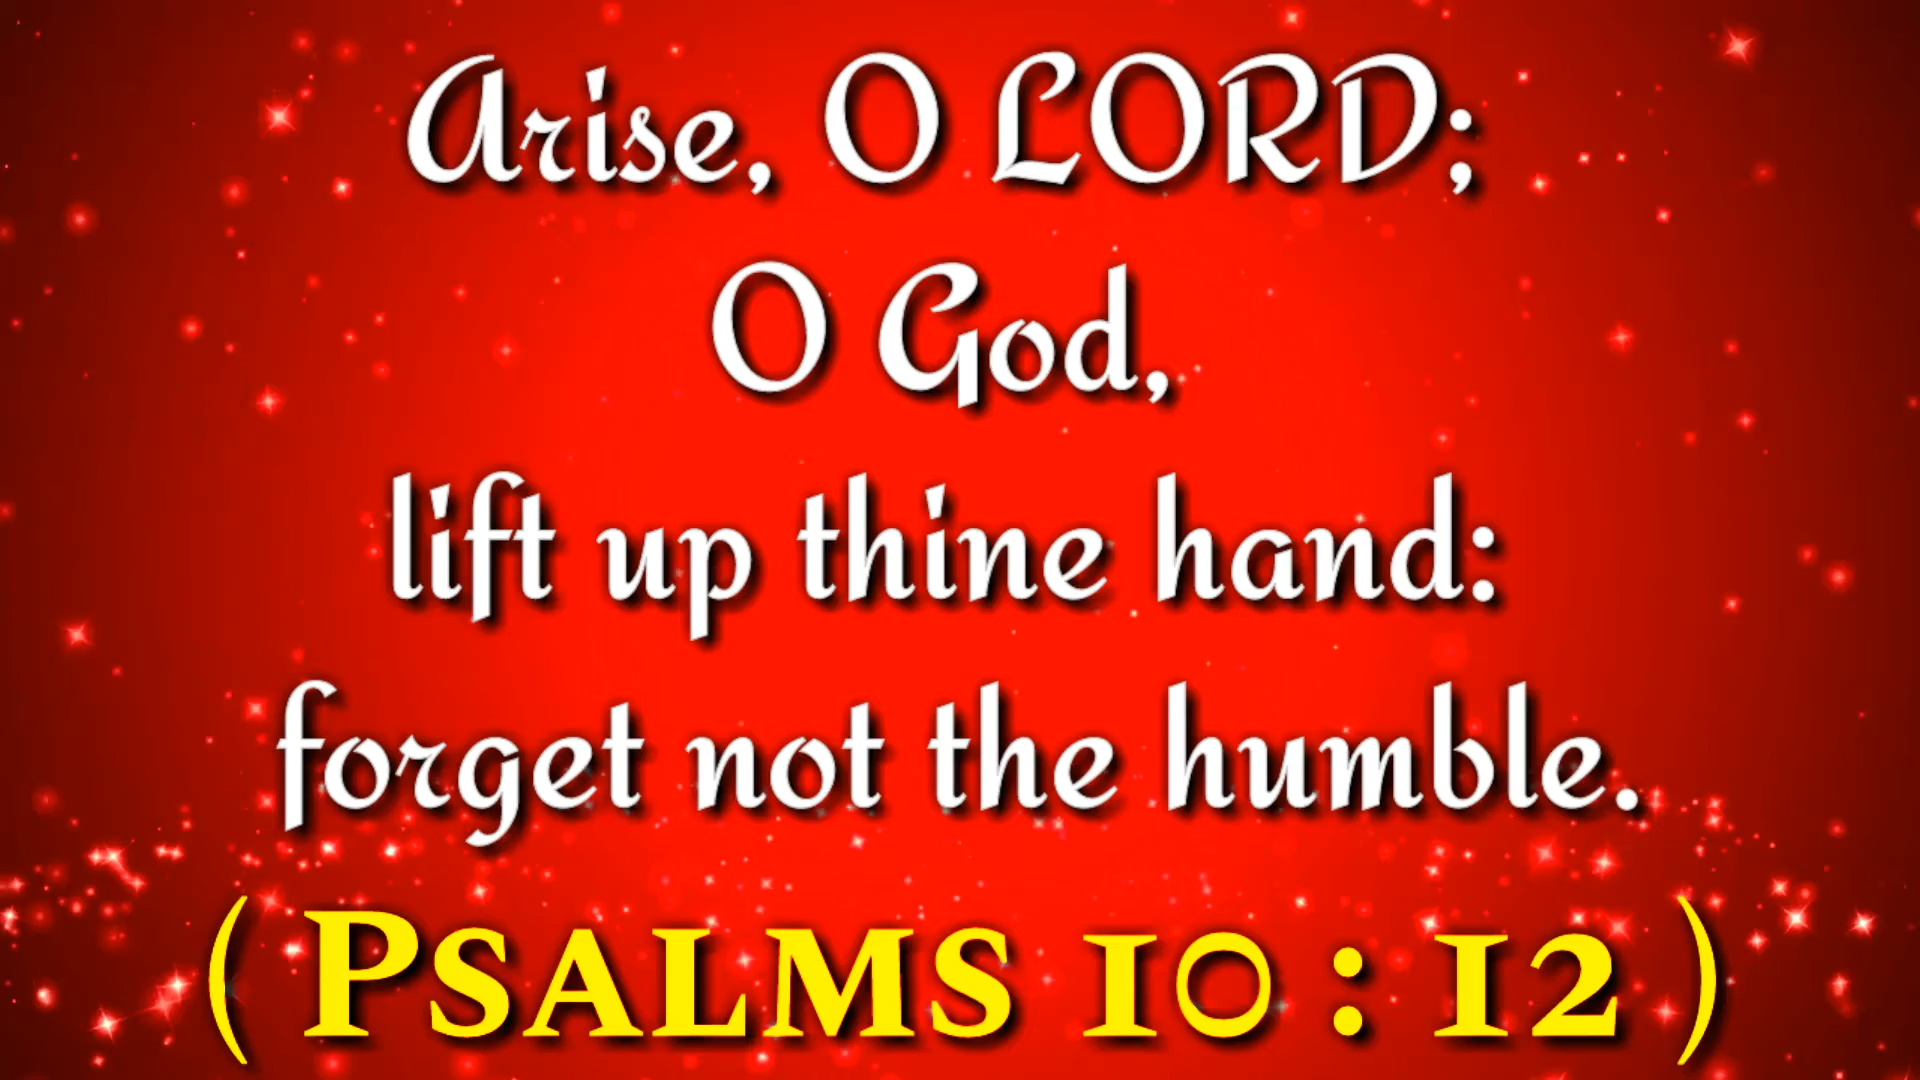 Arise, O LORD;
O God,
lift up thine hand:
forget not the humble.
(PSALMS 10:12)